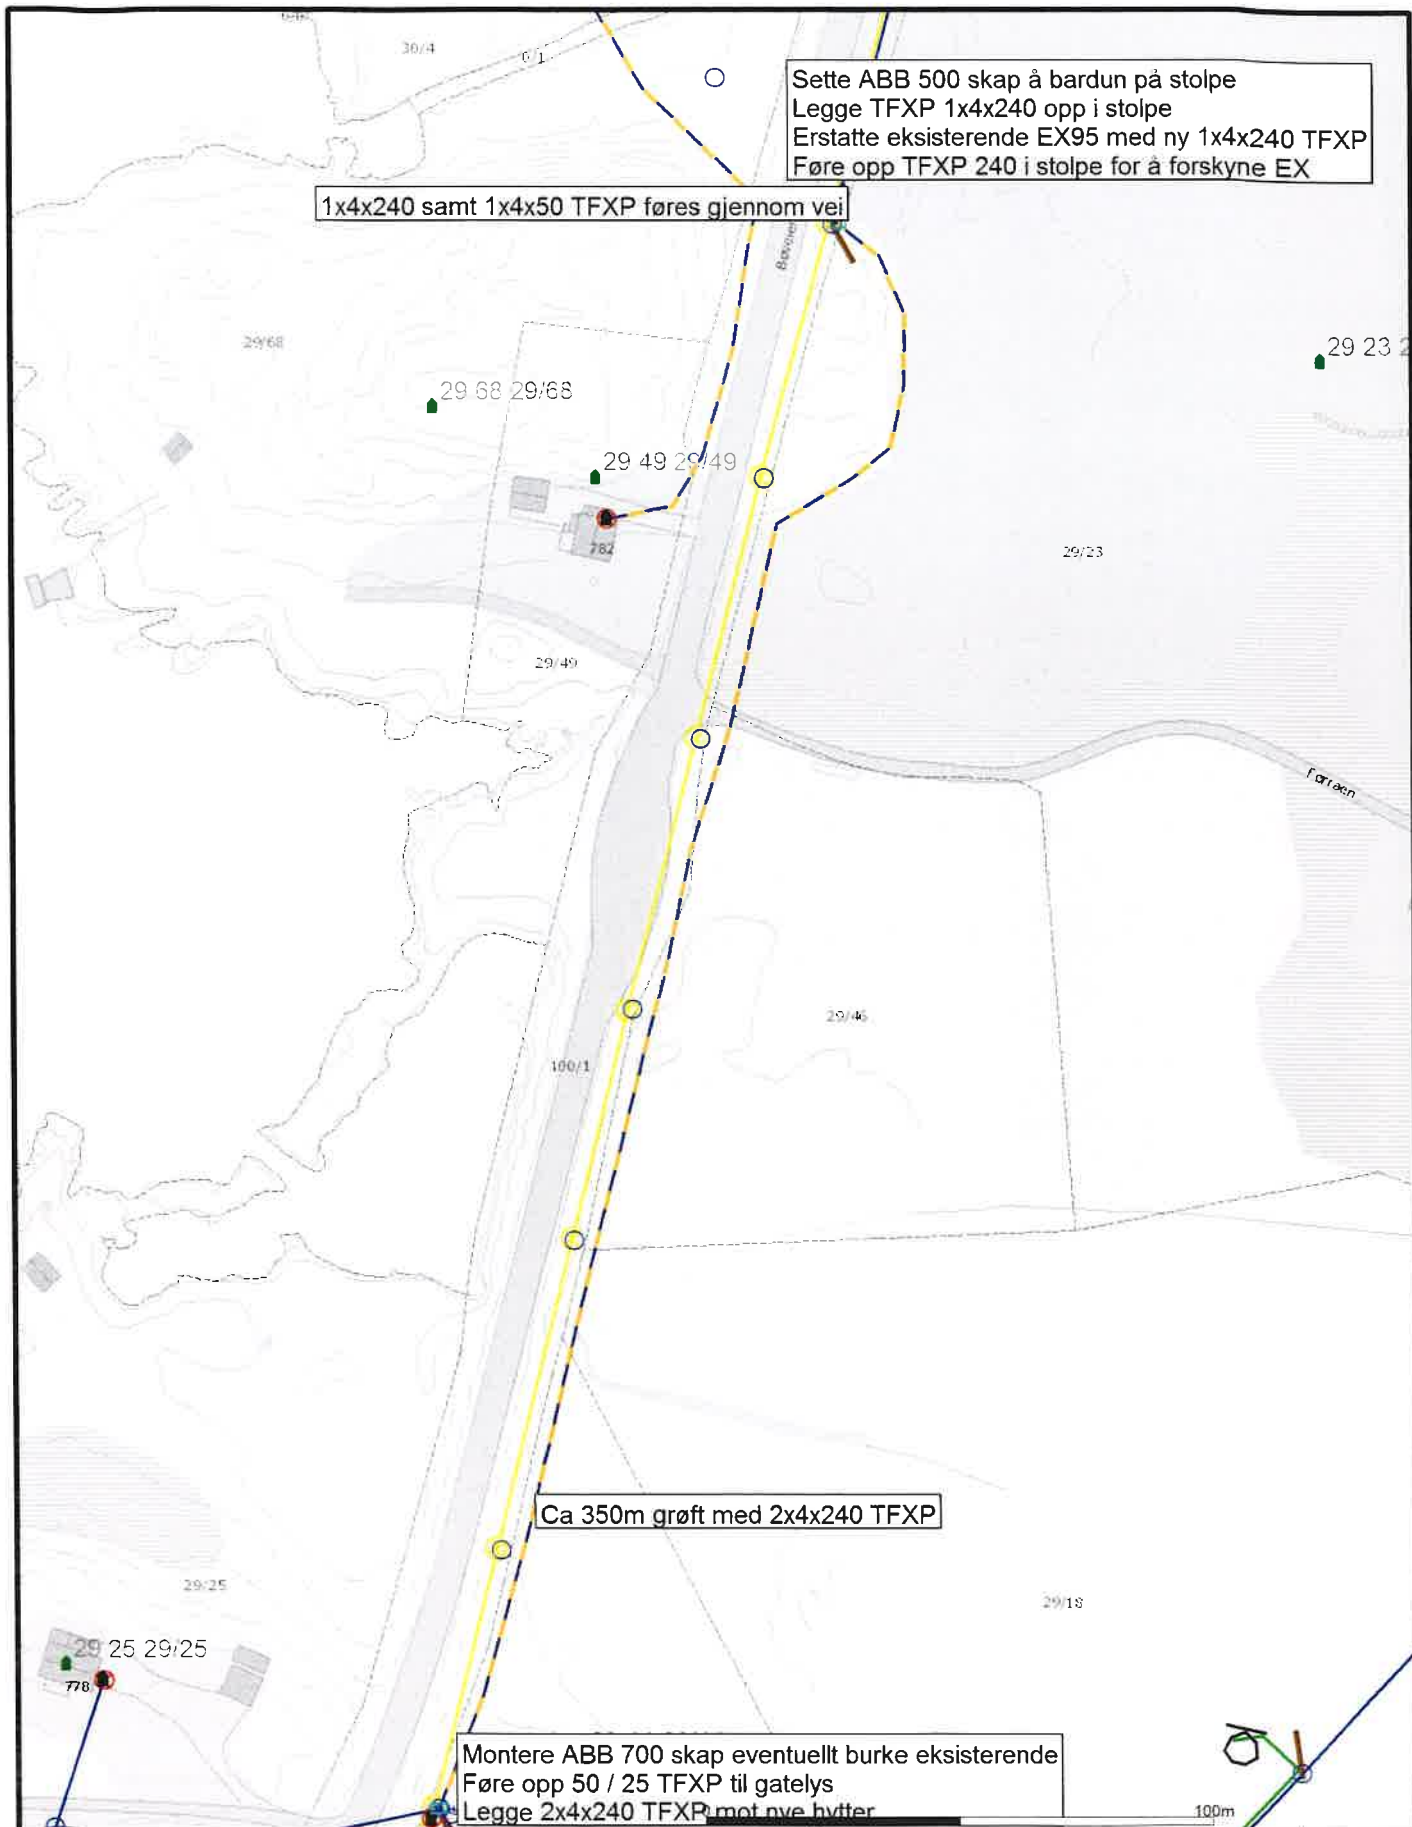 30/4
0/1
Sette ABB 500 skap å bardun på stolpe
Legge TFXP 1x4x240 opp i stolpe
Erstatte eksisterende EX95 med ny 1x4x240 TFXP
Føre opp TFXP 240 i stolpe for å forskyne EX
1x4x240 samt 1x4x50 TFXP føres gjennom vei
29/68
29 23 2
29 68 29/68
29 49 29/49
782
29/23
29/49
Førraen
29/46
100/1
Ca 350m grøft med 2x4x240 TFXP
29/25
29/18
29 25 29/25
778
Montere ABB 700 skap eventuellt burke eksisterende
Føre opp 50 / 25 TFXP til gatelys
Legge 2x4x240 TFXP mot nye hytter
100m